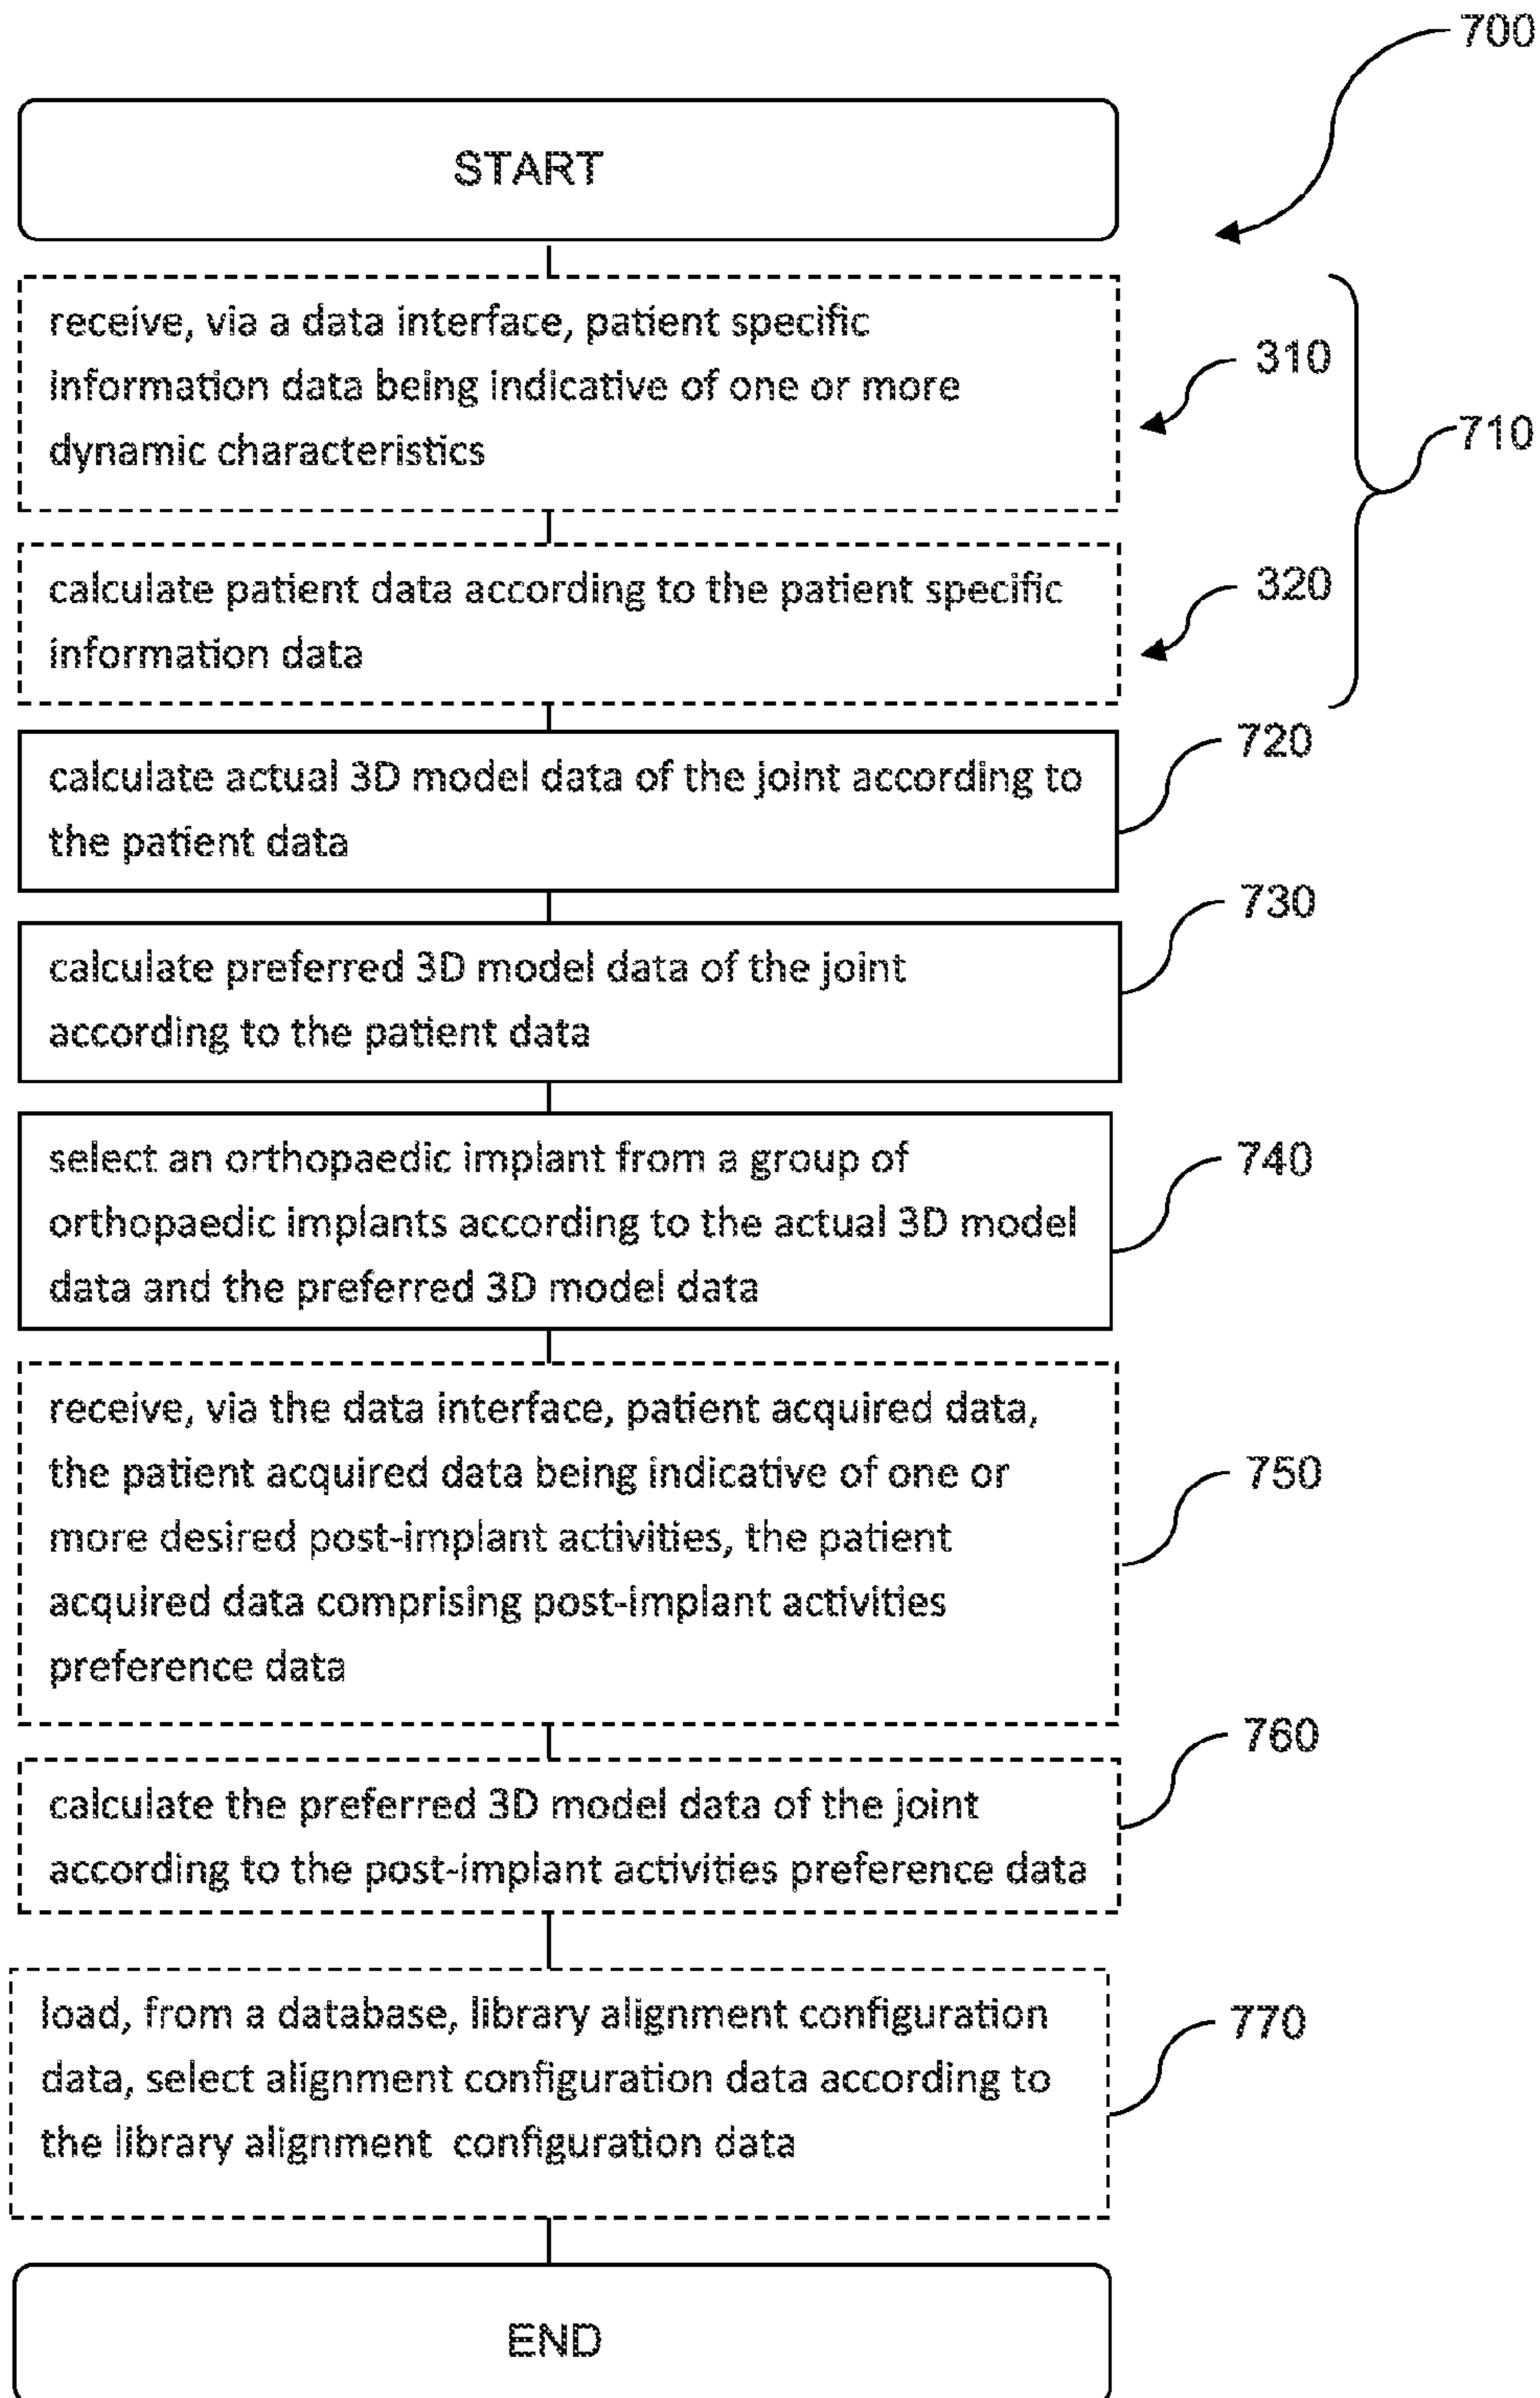 700
START
receive, via a data interface, patient specific
information data being indicative of one or more
dynamic characteristics
310
710
calculate patient data according to the patient specific
information data
320
calculate actual 3D model data of the joint according to
the patient data
720
calculate preferred 3D model data of the joint
according to the patient data
730
select an orthopaedic implant from a group of
orthopaedic implants according to the actual 3D model
data and the preferred 3D model data
740
receive, via the data interface, patient acquired data,
the patient acquired data being indicative of one or
more desired post-implant activities, the patient
acquired data comprising post-implant activities
preference data
750
calculate the preferred 3D model data of the joint
according to the post-implant activities preference data
760
load, from a database, library alignment configuration
data, select alignment configuration data according to
the library alignment configuration data
770
END